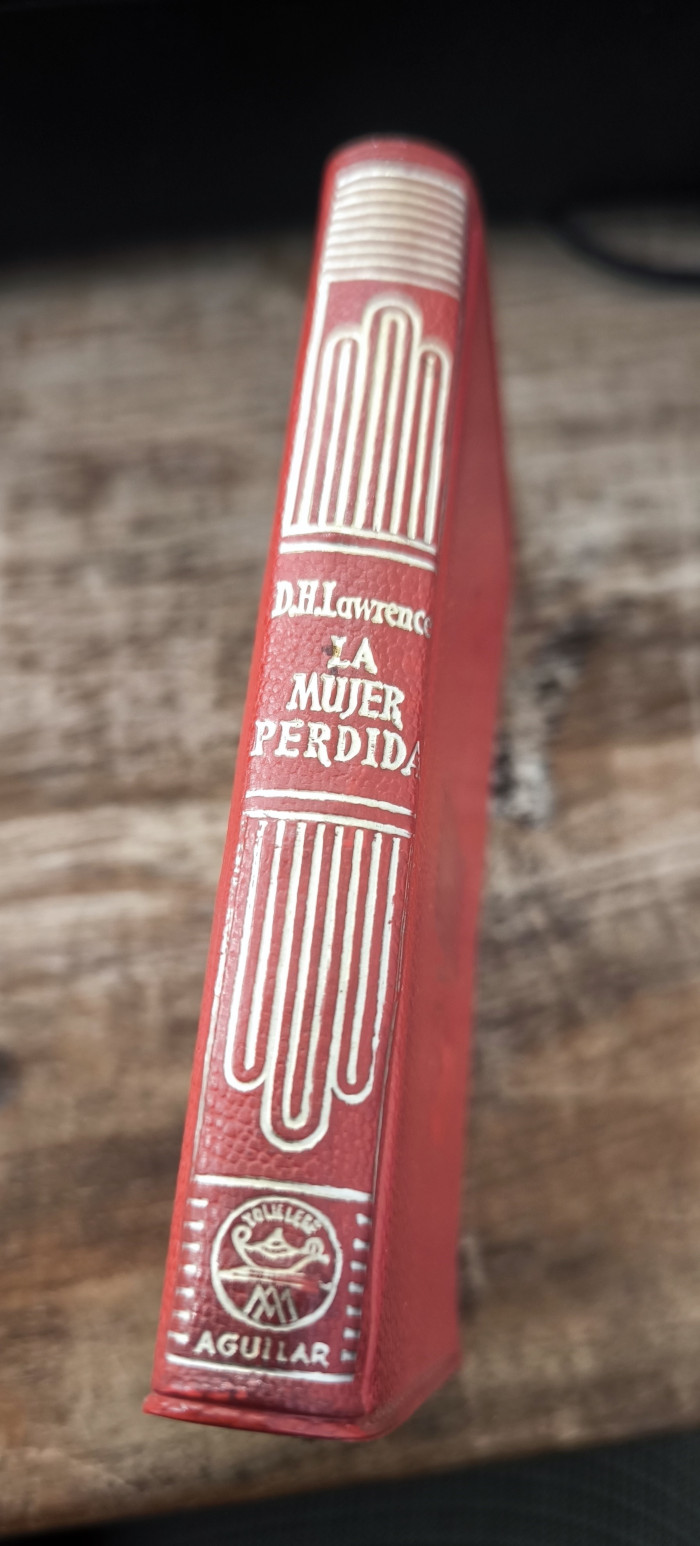 D.H.Lawrence
LA
MUJER
PERDIDA
AGUILAR